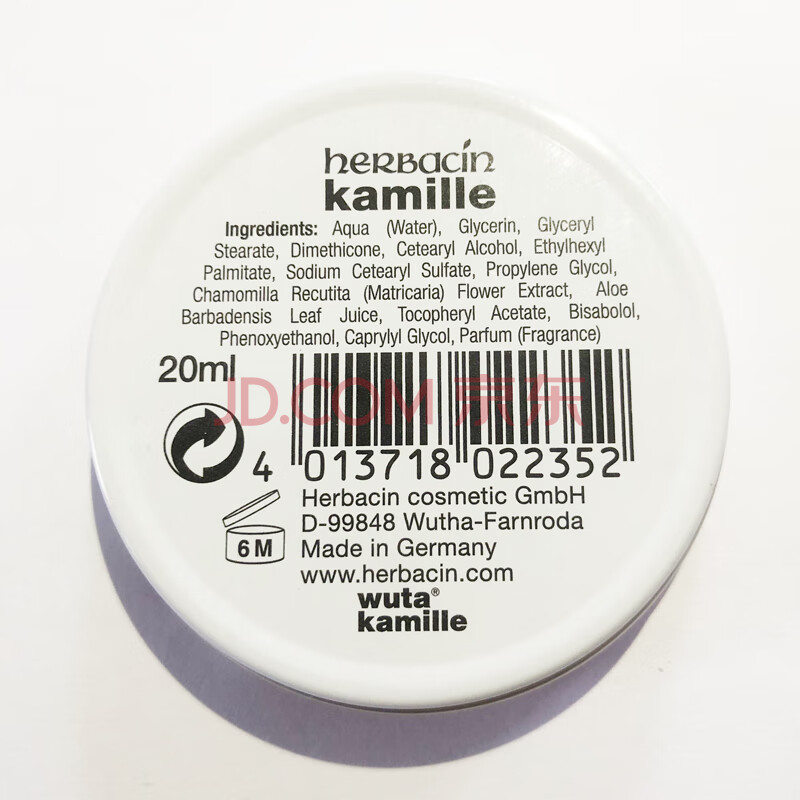 herbacin
kamille
Ingredients: Aqua (Water), Glycerin, Glyceryl
Stearate, Dimethicone, Cetearyl Alcohol, Ethylhexyl
Palmitate, Sodium Cetearyl Sulfate, Propylene Glycol,
Chamomilla Recutita (Matricaria) Flower Extract, Aloe
Barbadensis Leaf Juice, Tocopheryl Acetate, Bisabolol,
Phenoxyethanol, Caprylyl Glycol, Parfum (Fragrance)
20ml
JD.COM 京东
4 013718 022352
6 M
Herbacin cosmetic GmbH
D-99848 Wutha-Farnroda
Made in Germany
www.herbacin.com
wuta®
kamille